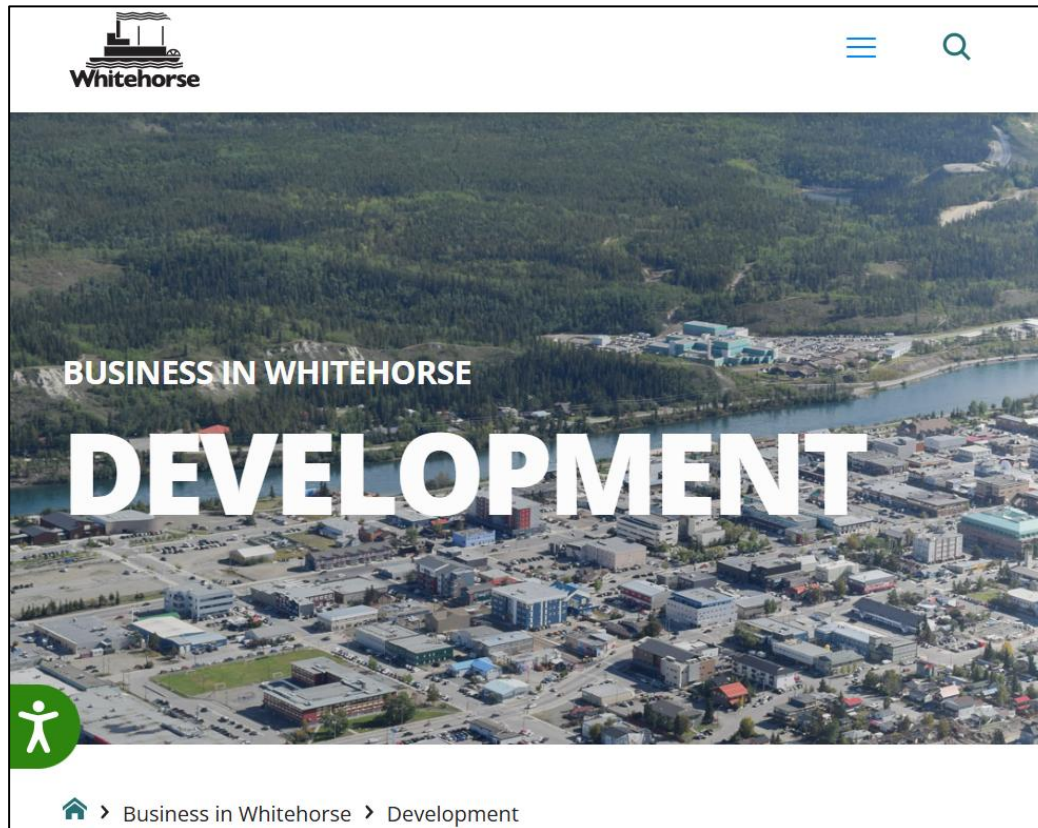 Whitehorse
BUSINESS IN WHITEHORSE
DEVELOPMENT
Business in Whitehorse > Development